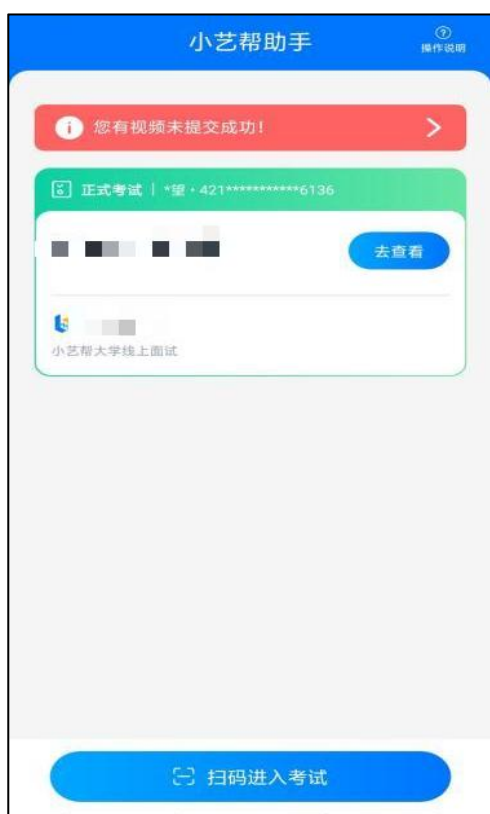 小艺帮助手
操作说明
您有视频未提交成功!
正式考试 | *望·421***********6136
去查看
小艺帮大学线上面试
扫码进入考试